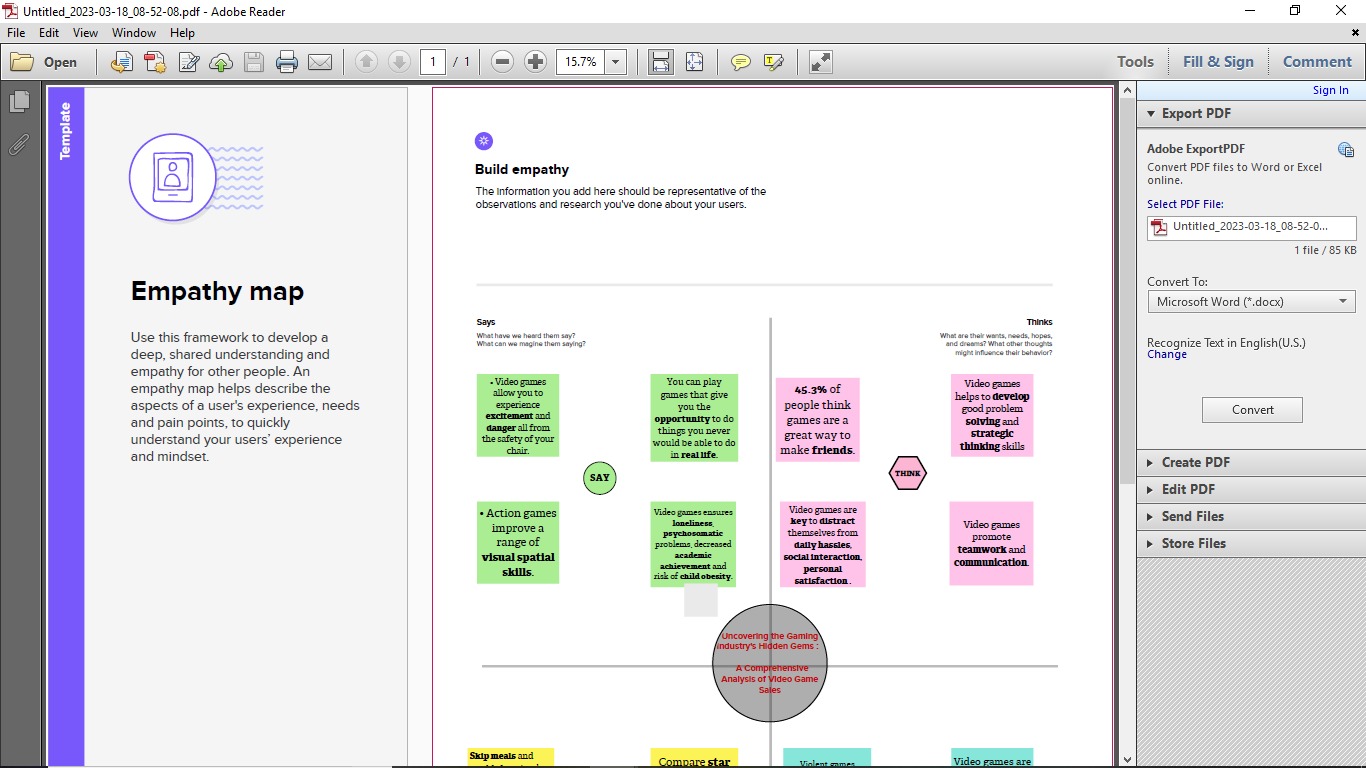 Untitled_2023-03-18_08-52-08.pdf - Adobe Reader
File Edit View Window Help
Open
1 / 1
15.7%
Tools
Fill & Sign
Comment
Sign In
Template
Empathy map
Use this framework to develop a
deep, shared understanding and
empathy for other people. An
empathy map helps describe the
aspects of a user's experience, needs
and pain points, to quickly
understand your users' experience
and mindset.
Build empathy
The information you add here should be representative of the
observations and research you've done about your users.
Says
What have we heard them say?
What can we magine them saying?
Thinks
What are their wants, needs, hopes,
and dreams? What other thoughts
might influence their behavior?
• Video games
allow you to
experience
excitement and
danger all from
the safety of your
chair.
You can play
games that give
you the
opportunity to do
things you never
would be able to do
in real life.
45.3% of
people think
games are a
great way to
make friends.
Video games
helps to develop
good problem
solving and
strategic
thinking skills
SAY
THINK
• Action games
improve a
range of
visual spatial
skills.
Video games ensures
loneliness,
psychosomatic
problems, decreased
academic
achievement and
risk of child obesity.
Video games are
key to distract
themselves from
daily hassles,
social interaction,
personal
satisfaction .
Video games
promote
teamwork and
communication.
Uncovering the Gaming
Industry's Hidden Gems :
A Comprehensive
Analysis of Video Game
Sales
Skip meals and
Compare star
Violent games
Video games are
Export PDF
Adobe ExportPDF
Convert PDF files to Word or Excel
online.
Select PDF File:
Untitled_2023-03-18_08-52-0...
1 file / 85 KB
Convert To:
Microsoft Word (*.docx)
Recognize Text in English(U.S.)
Change
Convert
Create PDF
Edit PDF
Send Files
Store Files